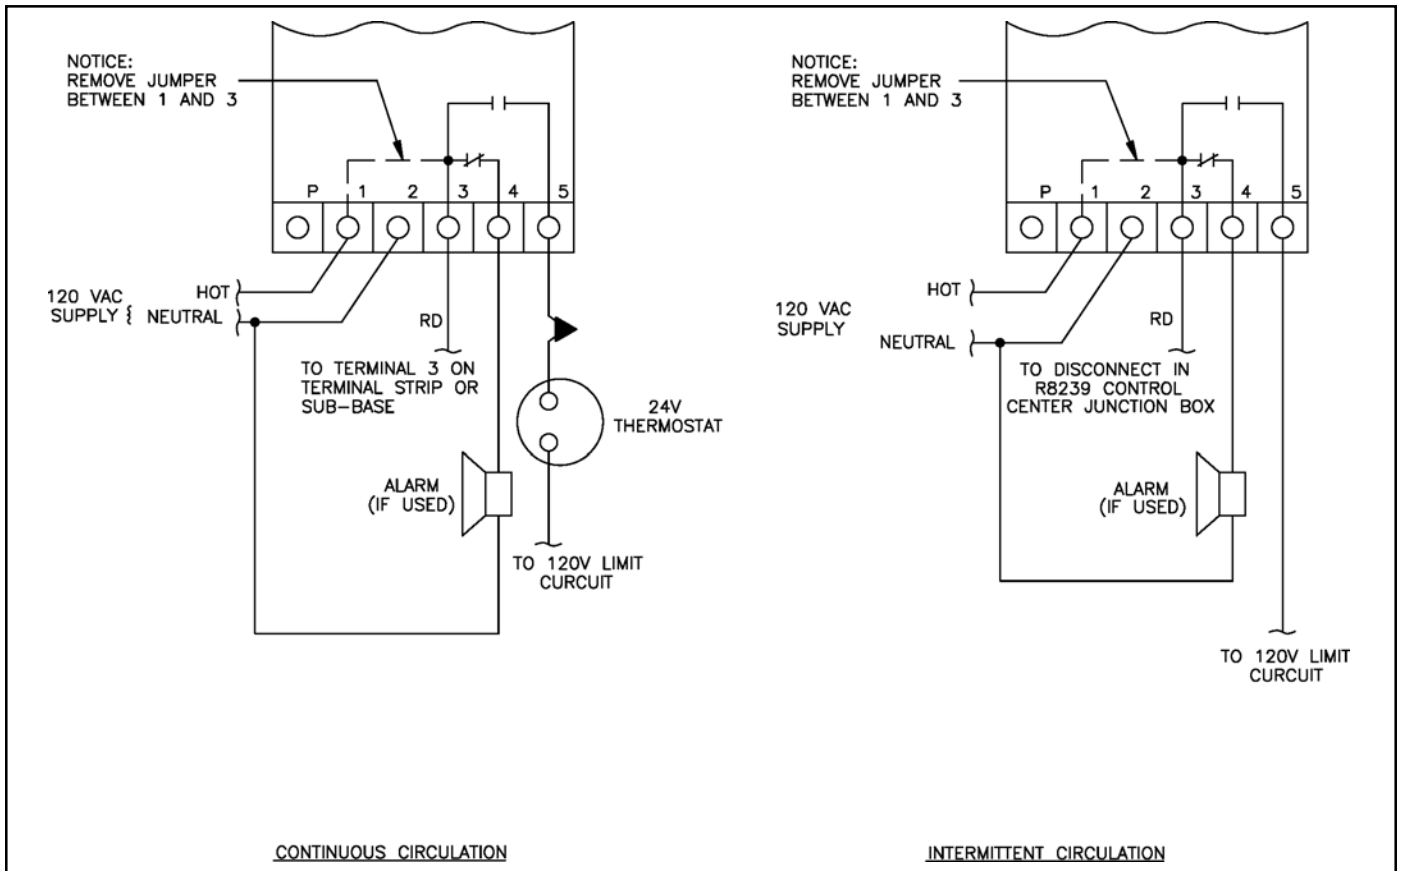 NOTICE:
REMOVE JUMPER
BETWEEN 1 AND 3
P 1 2 3 4 5
HOT
120 VAC
SUPPLY { NEUTRAL
RD
TO TERMINAL 3 ON
TERMINAL STRIP OR
SUB-BASE
24V
THERMOSTAT
ALARM
(IF USED)
TO 120V LIMIT
CURCUIT
CONTINUOUS CIRCULATION
NOTICE:
REMOVE JUMPER
BETWEEN 1 AND 3
P 1 2 3 4 5
HOT
120 VAC
SUPPLY
NEUTRAL
RD
TO DISCONNECT IN
R8239 CONTROL
CENTER JUNCTION BOX
ALARM
(IF USED)
TO 120V LIMIT
CURCUIT
INTERMITTENT CIRCULATION